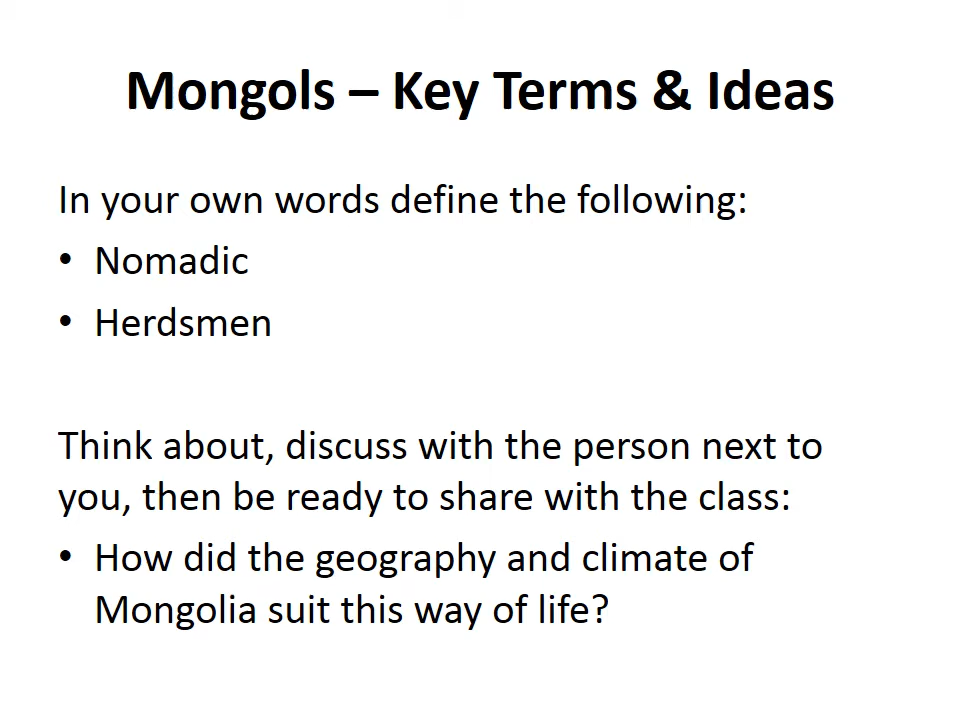 Mongols – Key Terms & Ideas
In your own words define the following:
• Nomadic
• Herdsmen
Think about, discuss with the person next to
you, then be ready to share with the class:
• How did the geography and climate of
Mongolia suit this way of life?